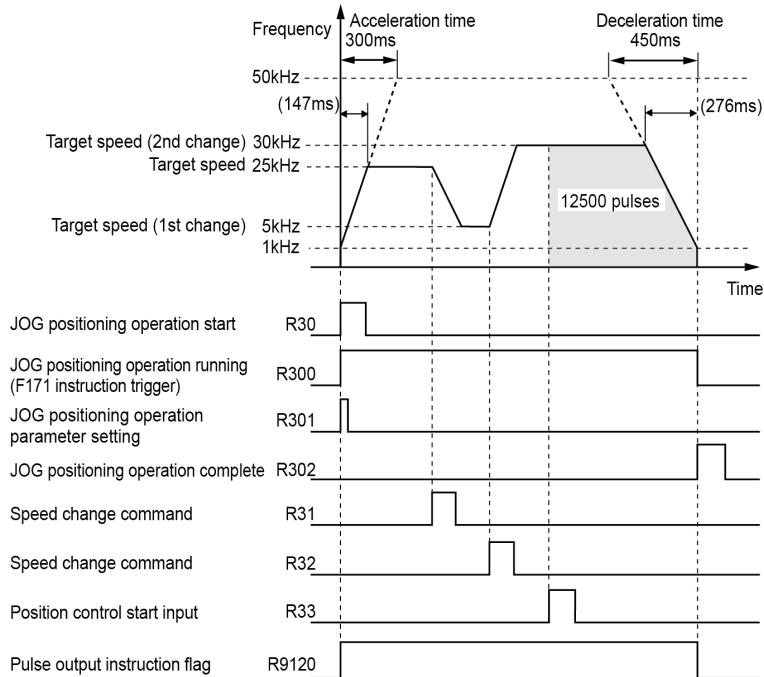 Frequency
Acceleration time
300ms
Deceleration time
450ms
50kHz
(147ms)
(276ms)
Target speed (2nd change) 30kHz
Target speed 25kHz
12500 pulses
Target speed (1st change) 5kHz
1kHz
Time
JOG positioning operation start R30
JOG positioning operation running
(F171 instruction trigger) R300
JOG positioning operation
parameter setting R301
JOG positioning operation complete R302
Speed change command R31
Speed change command R32
Position control start input R33
Pulse output instruction flag R9120